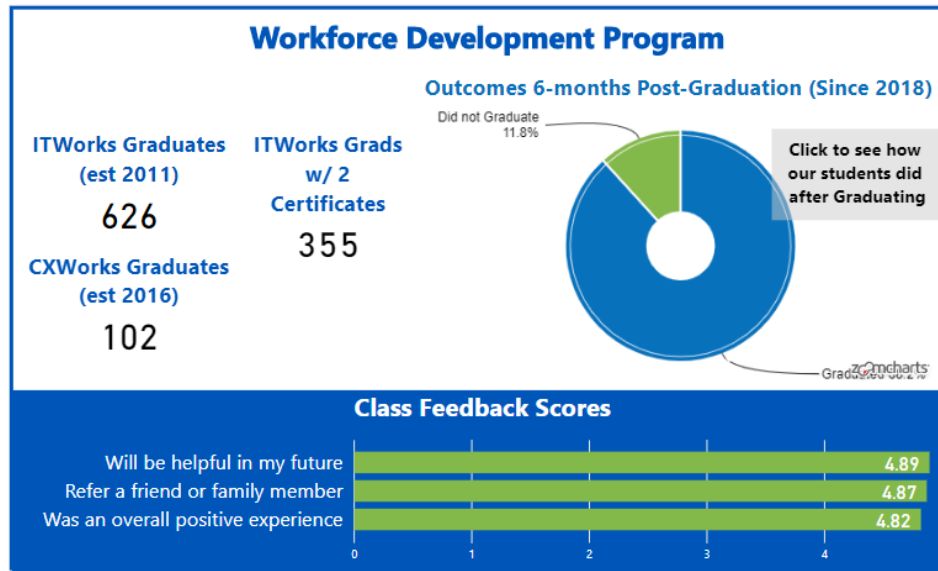 Workforce Development Program
Outcomes 6-months Post-Graduation (Since 2018)
ITWorks Graduates
(est 2011)
626
ITWorks Grads
w/ 2
Certificates
355
CXWorks Graduates
(est 2016)
102
Did not Graduate
11.8%
Click to see how
our students did
after Graduating
zoomcharts
Class Feedback Scores
Will be helpful in my future
4.89
Refer a friend or family member
4.87
Was an overall positive experience
4.82
0
1
2
3
4